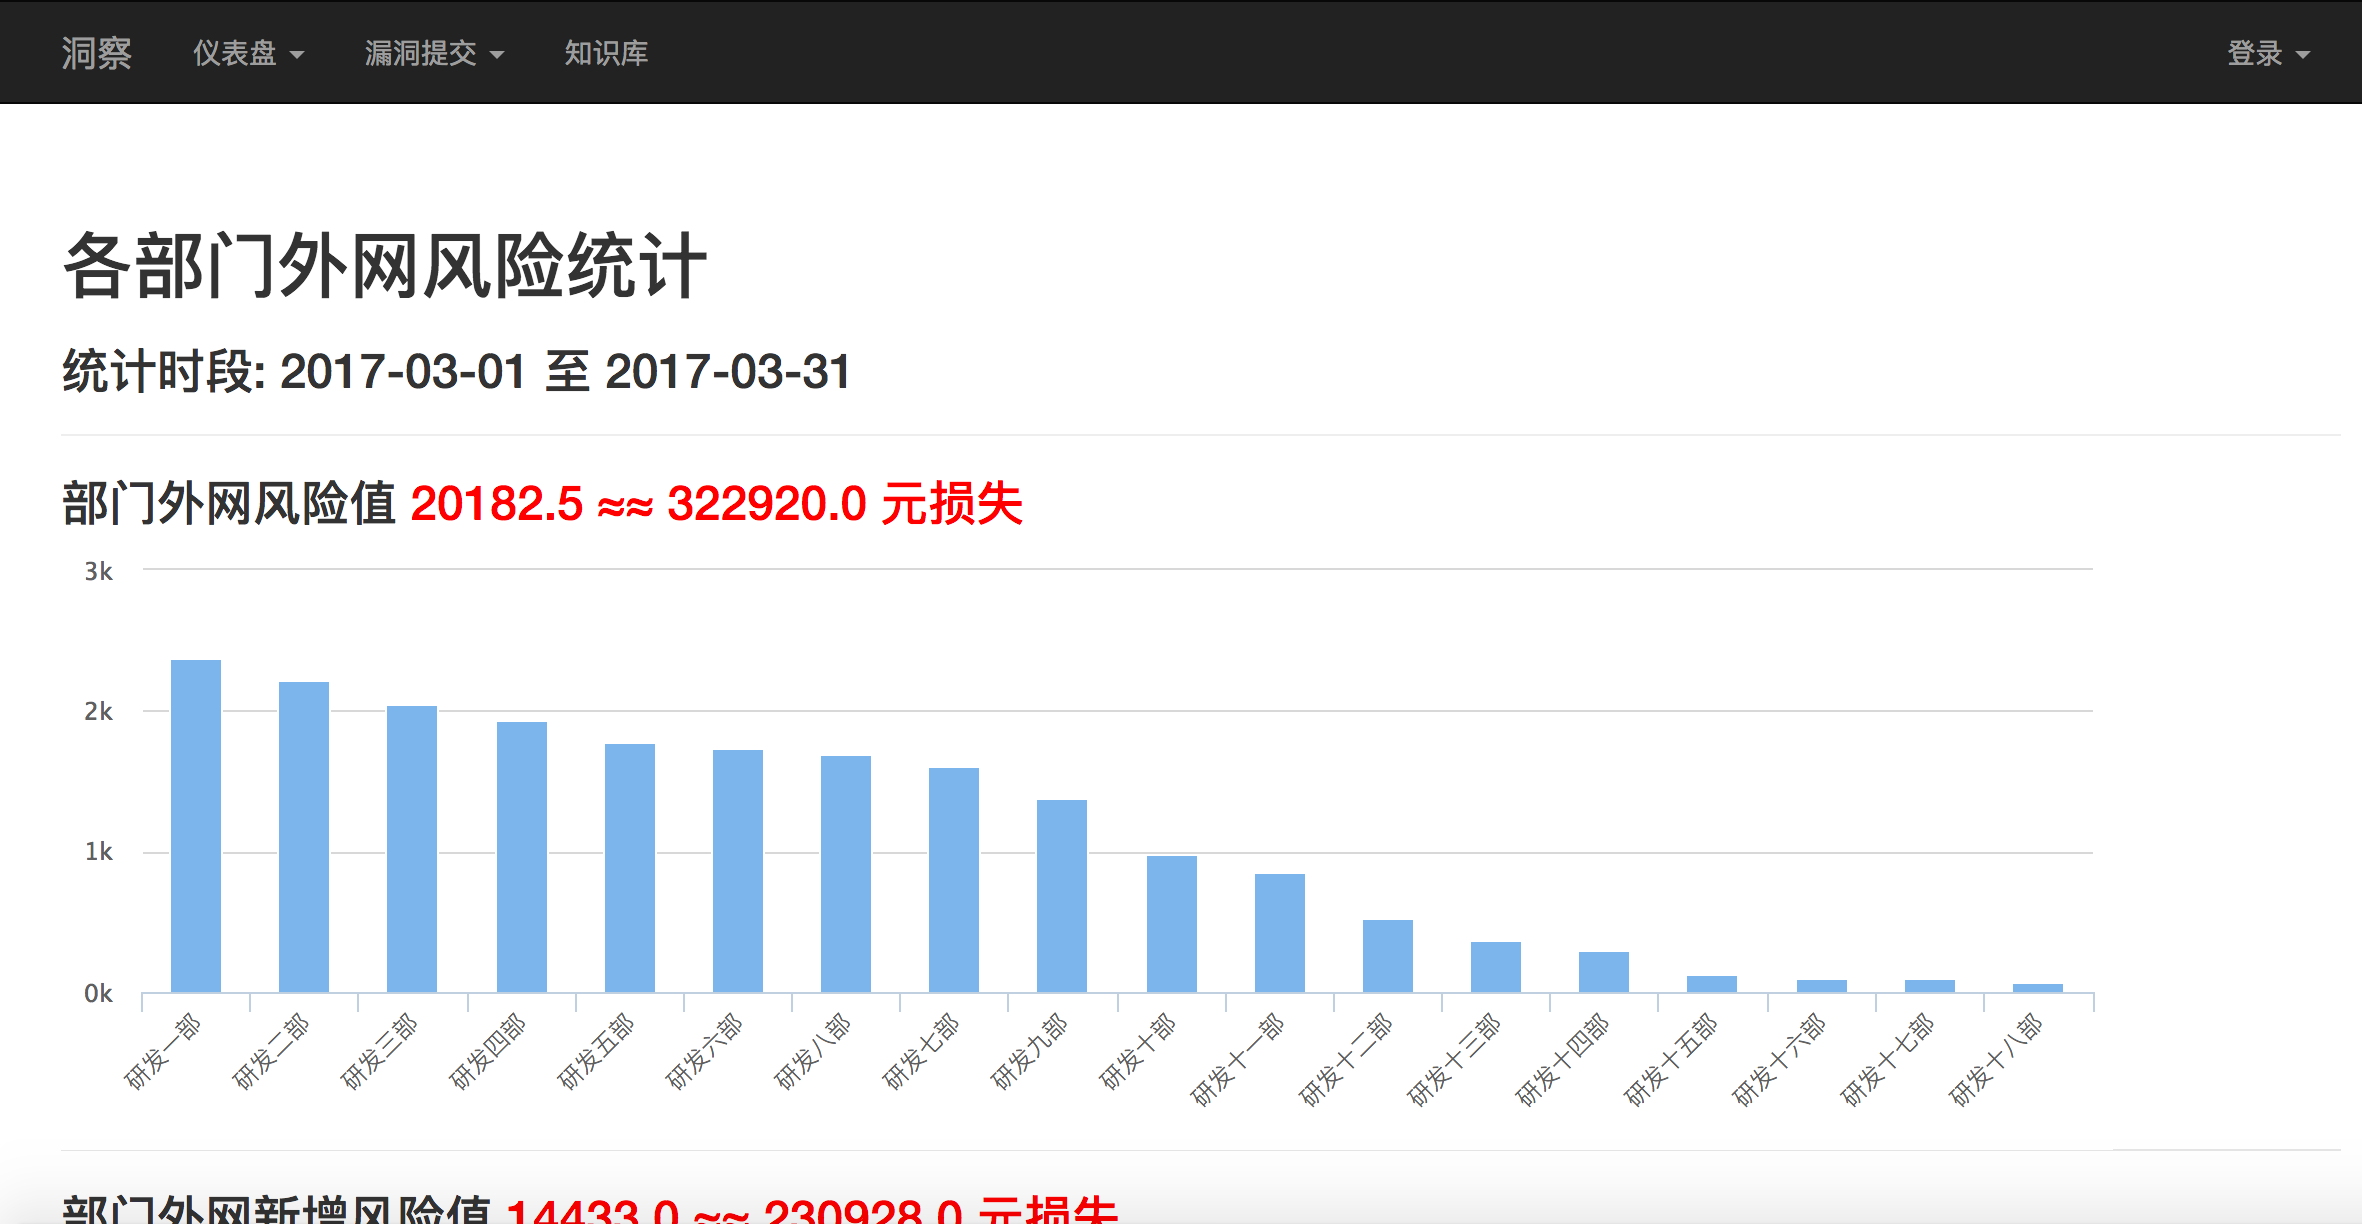 洞察 仪表盘 漏洞提交 知识库 登录
各部门外网风险统计
统计时段: 2017-03-01 至 2017-03-31
部门外网风险值 20182.5 ≈≈ 322920.0 元损失
3k
2k
1k
0k
研发一部 研发二部 研发三部 研发四部 研发五部 研发六部 研发八部 研发七部 研发九部 研发十部 研发十一部 研发十二部 研发十三部 研发十四部 研发十五部 研发十六部 研发十七部 研发十八部
部门外网新增风险值 14433.0 ≈≈ 230928.0 元损失